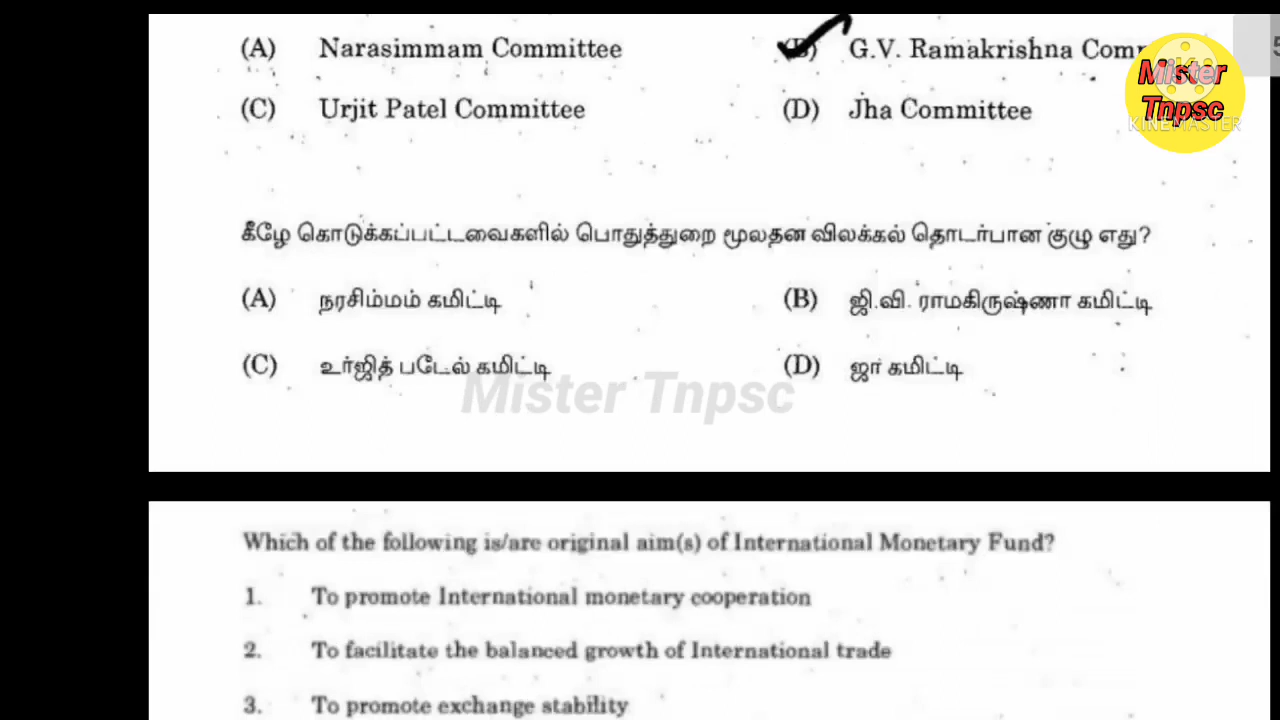 (A) Narasimmam Committee (B) G.V. Ramakrishna
(C) Urjit Patel Committee (D) Jha Committee
Mister
Tnpsc
KINEMASTER
கீழே கொடுக்கப்பட்டவைகளில் பொதுத்துறை மூலதன விலக்கல் தொடர்பான குழு எது?
(A) நரசிம்மம் கமிட்டி (B) ஜி.வி. ராமகிருஷ்ணா கமிட்டி
(C) உர்ஜித் படேல் கமிட்டி (D) ஜா கமிட்டி
Mister Tnpsc
Which of the following is/are original aim(s) of International Monetary Fund?
1. To promote International monetary cooperation
2. To facilitate the balanced growth of International trade
3. To promote exchange stability